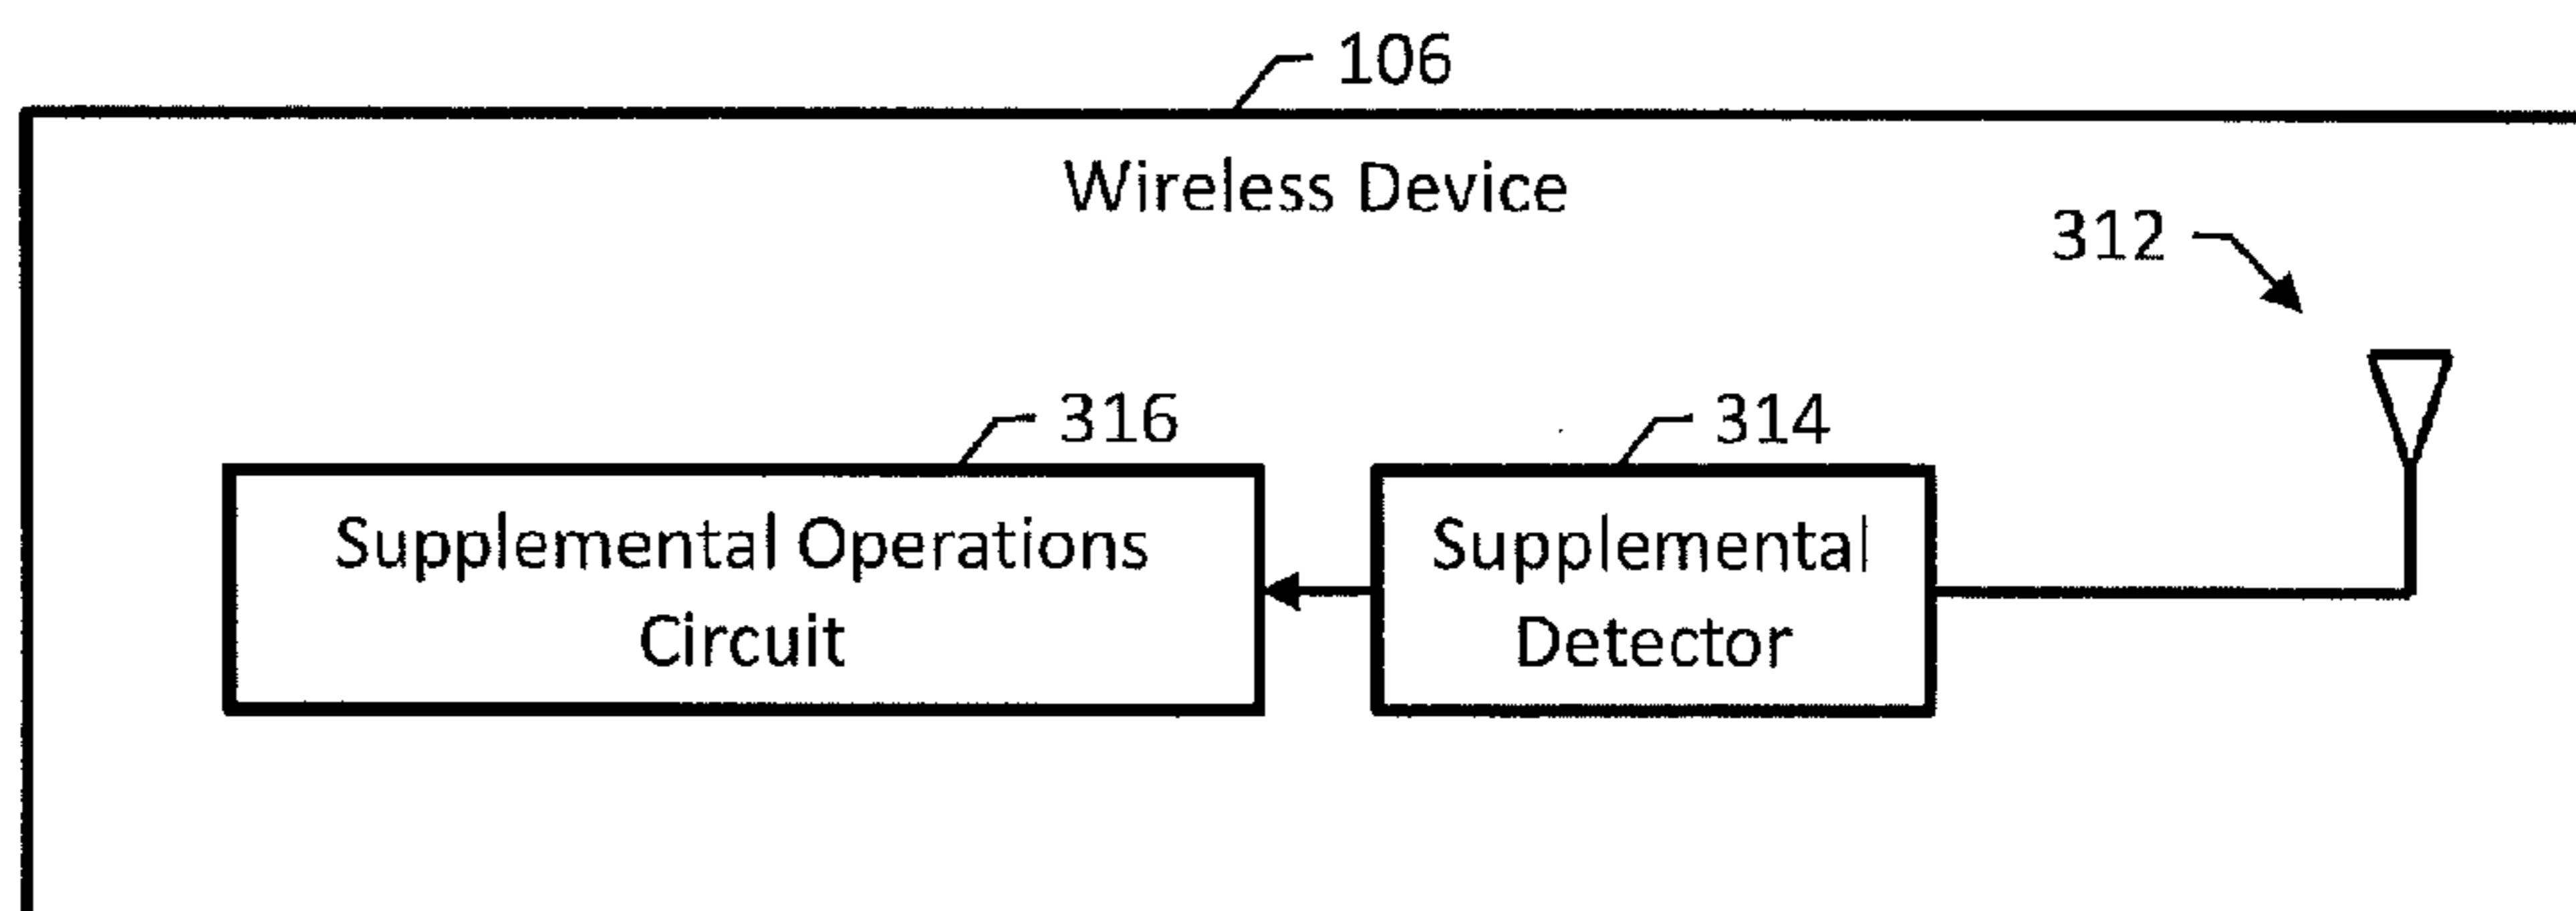 106
Wireless Device
312
316
314
Supplemental Operations
Circuit
Supplemental
Detector